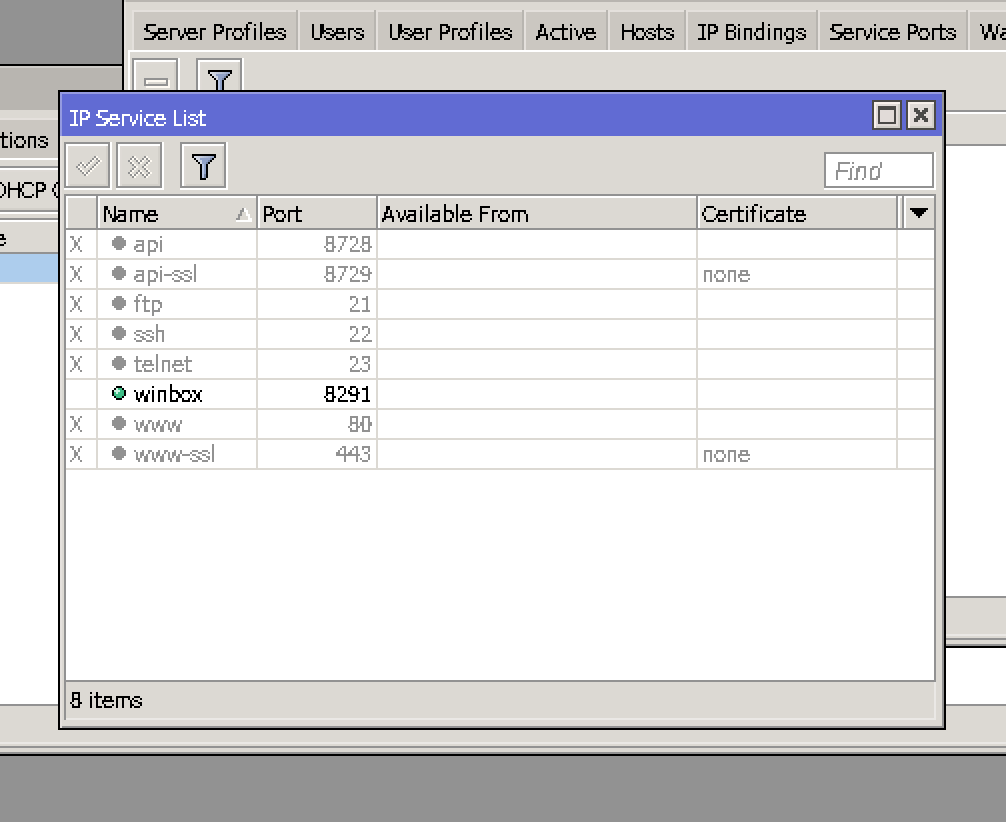 Server Profiles Users User Profiles Active Hosts IP Bindings Service Ports
IP Service List
tions
Find
DHCP
Name Port Available From Certificate
X api 8728
X api-ssl 8729 none
X ftp 21
X ssh 22
X telnet 23
winbox 8291
X www 80
X www-ssl 443 none
8 items